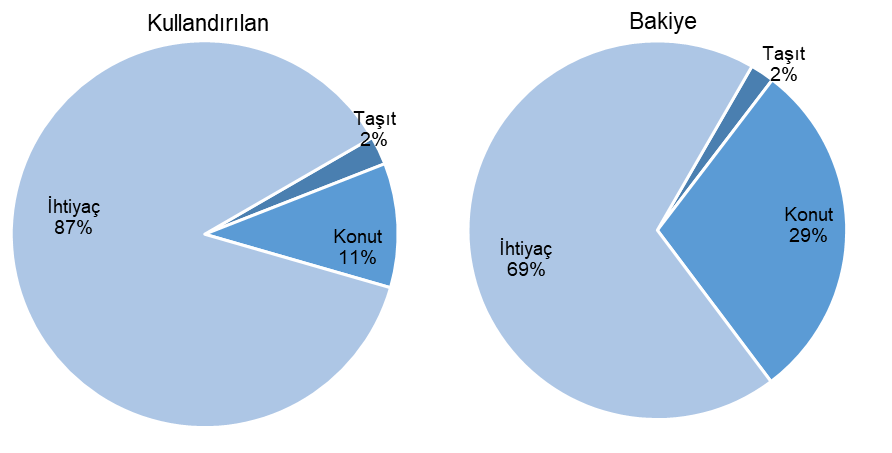 Kullandırılan
Taşıt
2%
İhtiyaç
87%
Konut
11%
Bakiye
Taşıt
2%
Konut
29%
İhtiyaç
69%